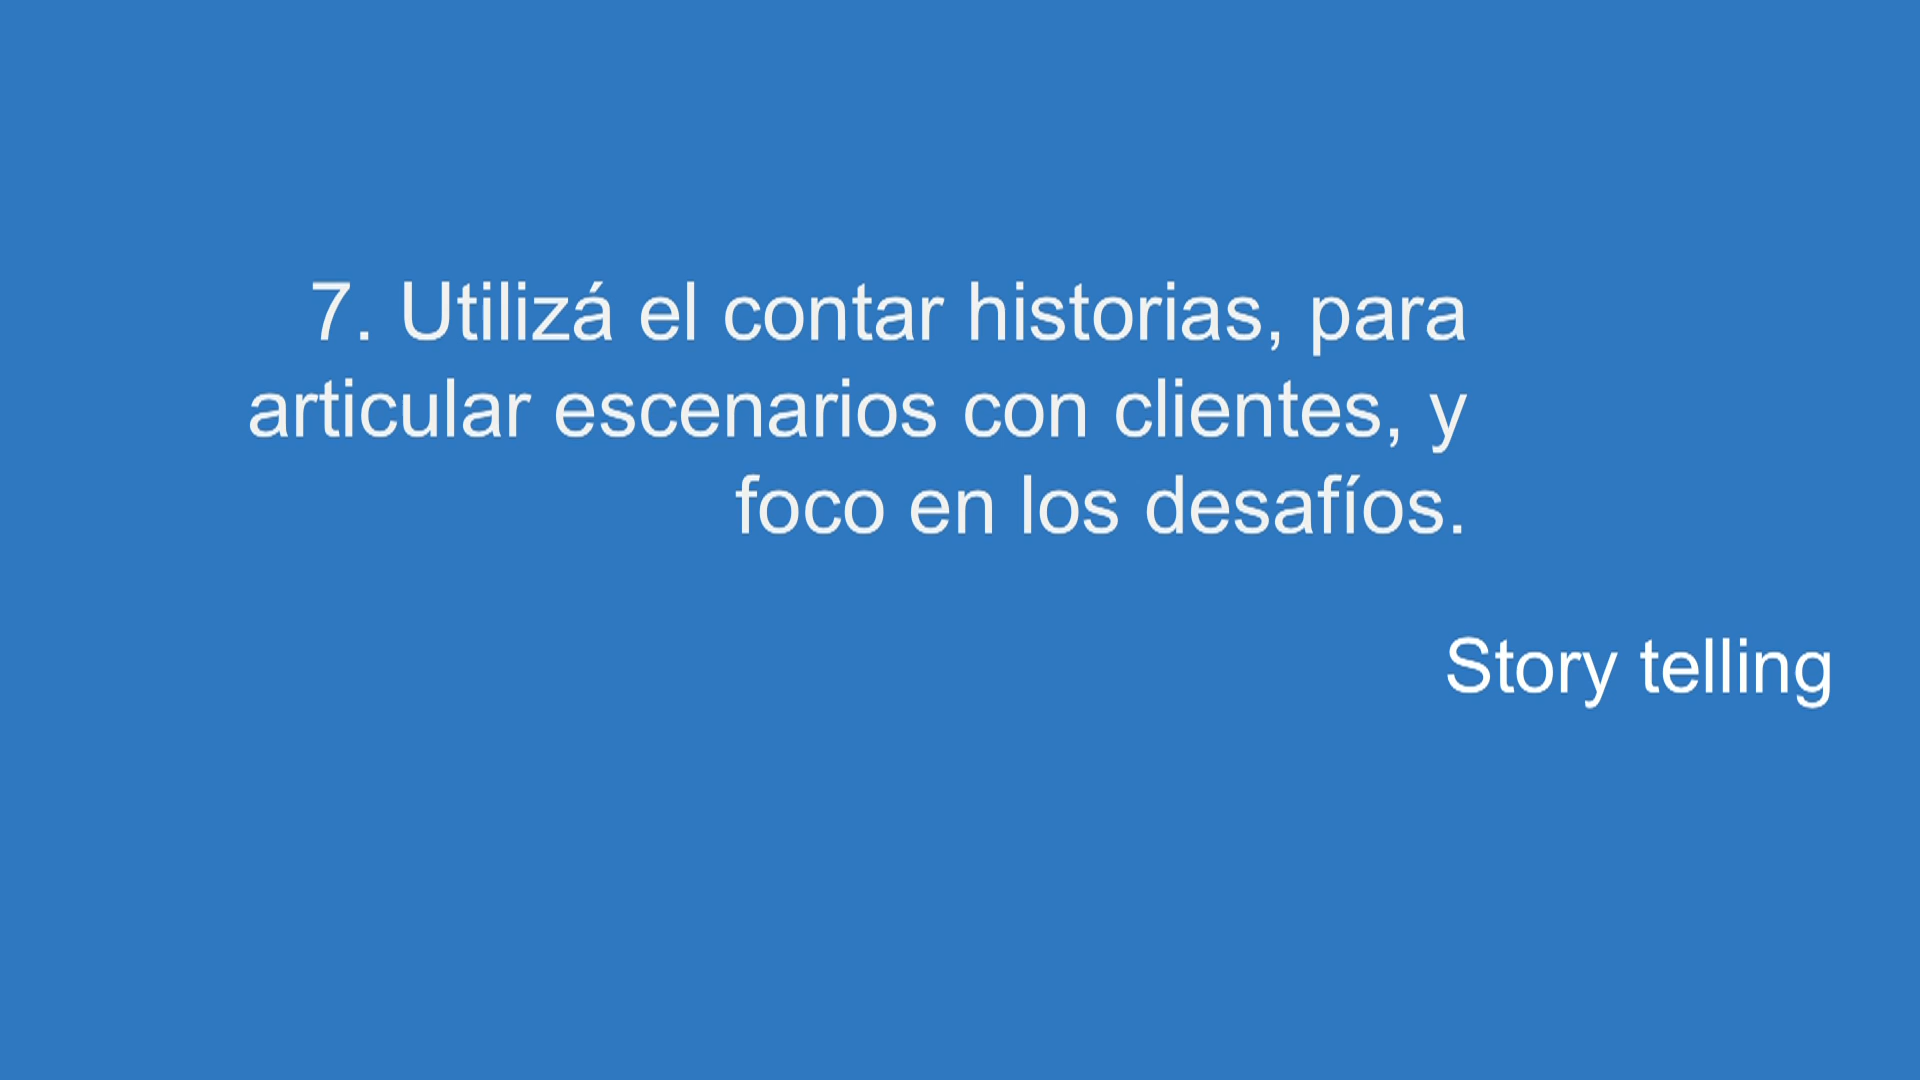 7. Utilizá el contar historias, para
articular escenarios con clientes, y
foco en los desafíos.
Story telling